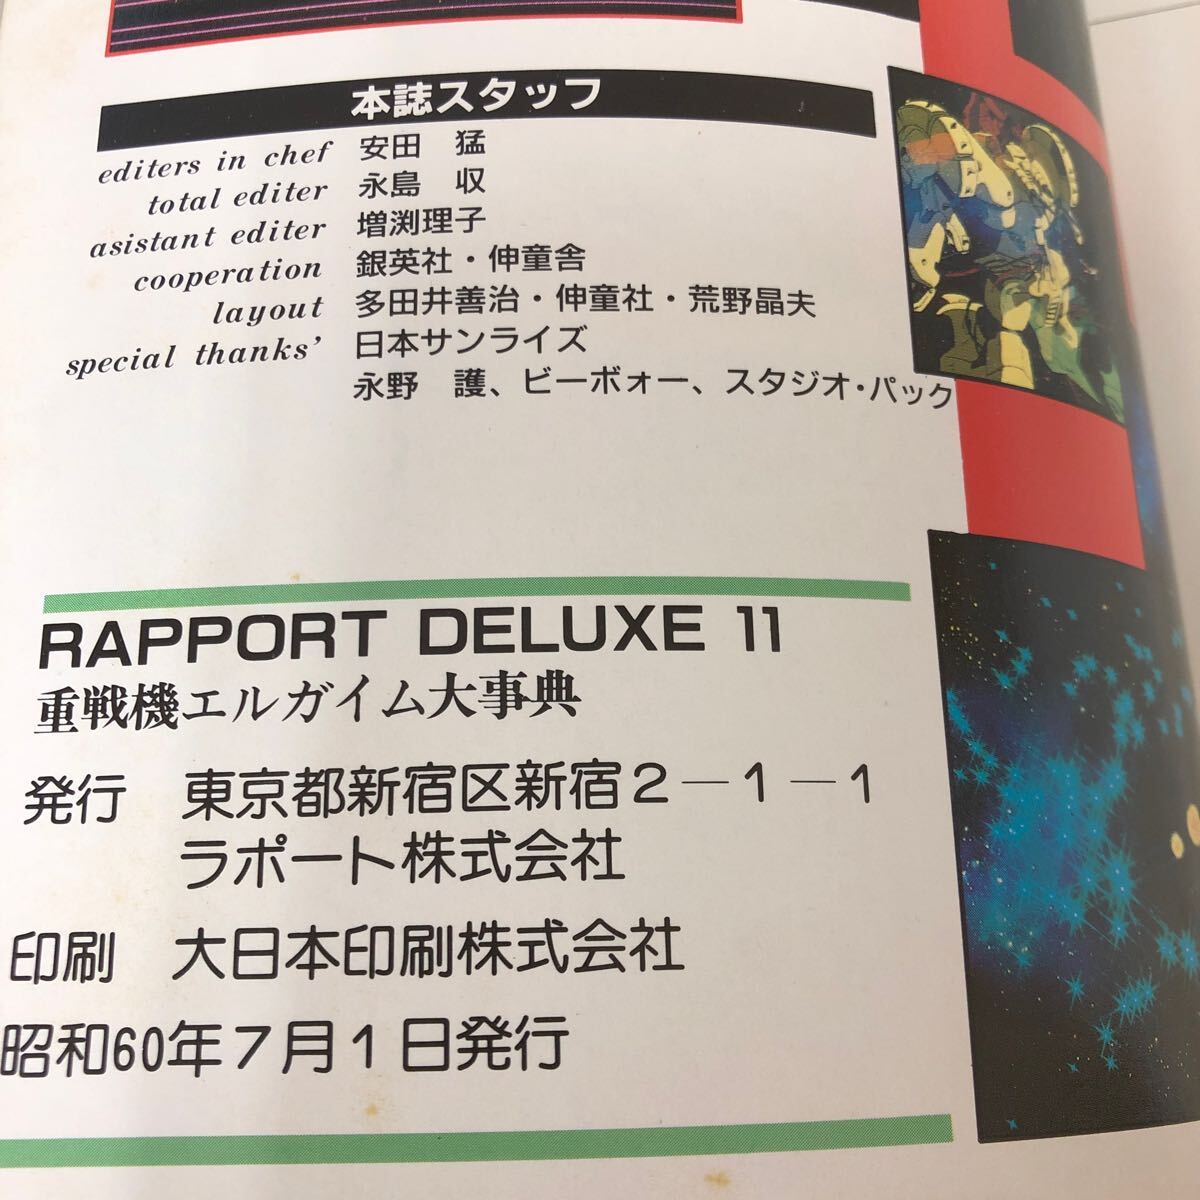 本誌スタッフ
editers in chef 安田 猛
total editer 永島 収
asistant editer 増渕理子
cooperation 銀英社・伸童舎
layout 多田井善治・伸童社・荒野晶夫
special thanks' 日本サンライズ
永野 護、ビーボォー、スタジオ・パック
RAPPORT DELUXE 11
重戦機エルガイム大事典
発行 東京都新宿区新宿2―1―1
ラポート株式会社
印刷 大日本印刷株式会社
昭和60年7月1日発行